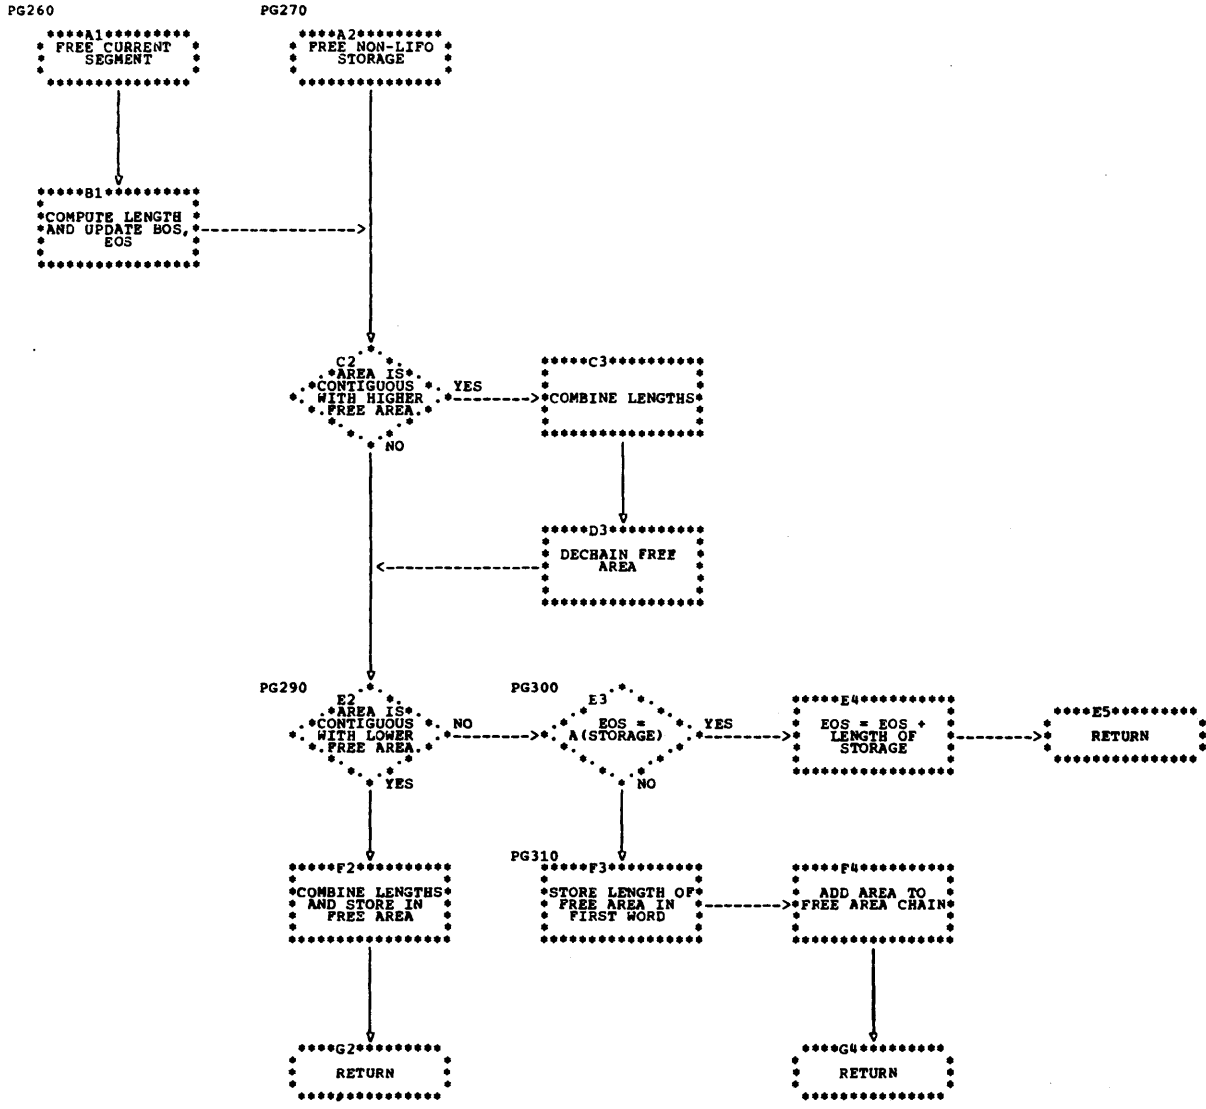 PG260
PG270
A1
FREE CURRENT
SEGMENT
A2
FREE NON-LIFO
STORAGE
B1
COMPUTE LENGTH
AND UPDATE BOS,
EOS
C2
AREA IS
CONTIGUOUS
WITH HIGHER
FREE AREA
YES
NO
C3
COMBINE LENGTHS
D3
DECHAIN FREE
AREA
PG290
E2
AREA IS
CONTIGUOUS
WITH LOWER
FREE AREA
NO
YES
PG300
E3
EOS =
A(STORAGE)
YES
NO
E4
EOS = EOS +
LENGTH OF
STORAGE
E5
RETURN
F2
COMBINE LENGTHS
AND STORE IN
FREE AREA
PG310
F3
STORE LENGTH OF
FREE AREA IN
FIRST WORD
F4
ADD AREA TO
FREE AREA CHAIN
G2
RETURN
G4
RETURN